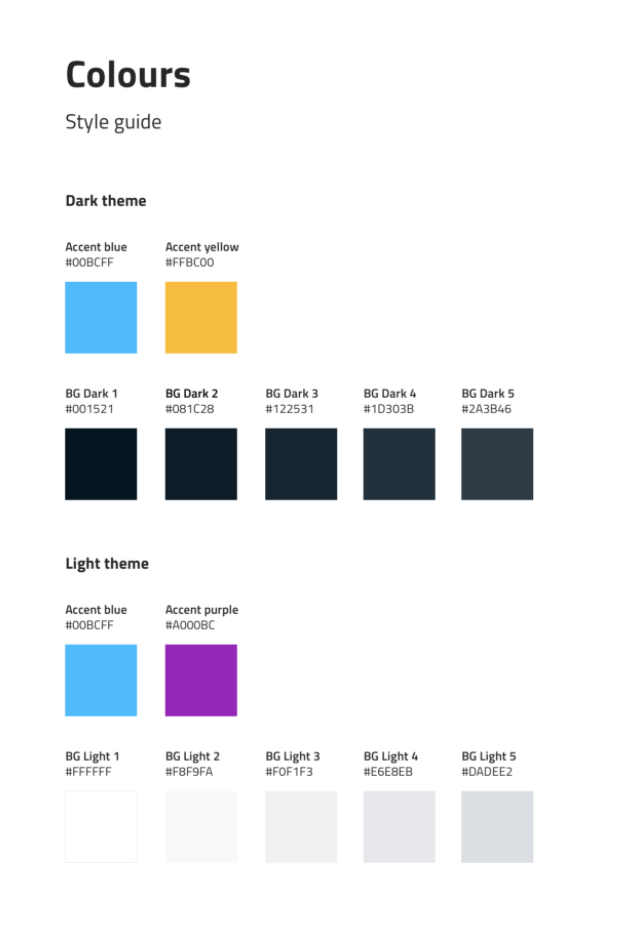 Colours
Style guide
Dark theme
Accent blue
#00BCFF
Accent yellow
#FFBC00
BG Dark 1
#001521
BG Dark 2
#081C28
BG Dark 3
#122531
BG Dark 4
#1D303B
BG Dark 5
#2A3B46
Light theme
Accent blue
#00BCFF
Accent purple
#A000BC
BG Light 1
#FFFFFF
BG Light 2
#F8F9FA
BG Light 3
#F0F1F3
BG Light 4
#E6E8EB
BG Light 5
#DADEE2